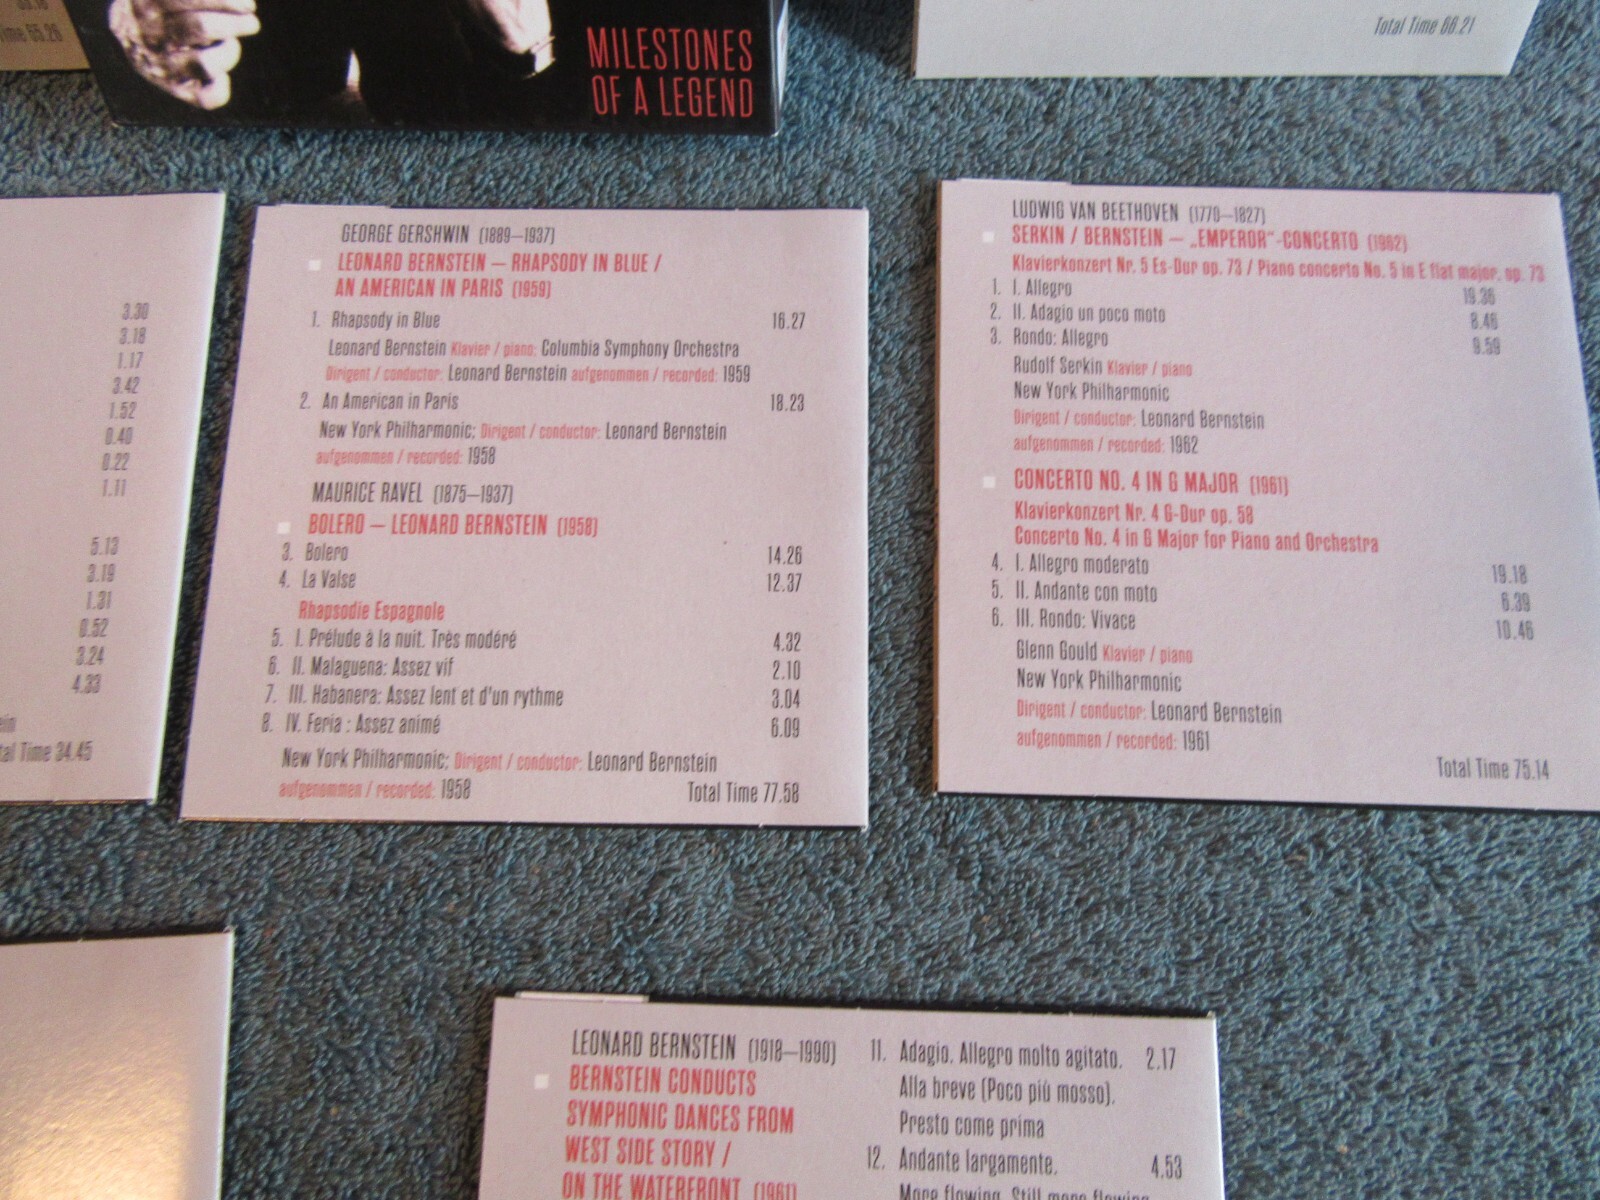 Time 65.26
MILESTONES
OF A LEGEND
Total Time 66.21
3.30
3.18
1.17
3.42
1.52
0.40
0.22
1.11
5.13
3.19
1.31
0.52
3.24
4.33
Time 34.45
GEORGE GERSHWIN (1889–1937)
LEONARD BERNSTEIN – RHAPSODY IN BLUE /
AN AMERICAN IN PARIS (1959)
1. Rhapsody in Blue 16.27
Leonard Bernstein Klavier / piano; Columbia Symphony Orchestra
Dirigent / conductor: Leonard Bernstein aufgenommen / recorded: 1959
2. An American in Paris 18.23
New York Philharmonic; Dirigent / conductor: Leonard Bernstein
aufgenommen / recorded: 1958
MAURICE RAVEL (1875–1937)
BOLERO – LEONARD BERNSTEIN (1958)
3. Bolero 14.26
4. La Valse 12.37
Rhapsodie Espagnole
5. I. Prélude à la nuit. Très modéré 4.32
6. II. Malaguena: Assez vif 2.10
7. III. Habanera: Assez lent et d'un rythme 3.04
8. IV. Feria : Assez animé 6.09
New York Philharmonic; Dirigent / conductor: Leonard Bernstein
aufgenommen / recorded: 1958 Total Time 77.58
LUDWIG VAN BEETHOVEN (1770–1827)
SERKIN / BERNSTEIN – „EMPEROR“-CONCERTO (1962)
Klavierkonzert Nr. 5 Es-Dur op. 73 / Piano concerto No. 5 in E flat major, op. 73
1. I. Allegro 19.36
2. II. Adagio un poco moto 8.46
3. Rondo: Allegro 9.59
Rudolf Serkin Klavier / piano
New York Philharmonic
Dirigent / conductor: Leonard Bernstein
aufgenommen / recorded: 1962
CONCERTO NO. 4 IN G MAJOR (1961)
Klavierkonzert Nr. 4 G-Dur op. 58
Concerto No. 4 in G Major for Piano and Orchestra
4. I. Allegro moderato 19.18
5. II. Andante con moto 6.39
6. III. Rondo: Vivace 10.46
Glenn Gould Klavier / piano
New York Philharmonic
Dirigent / conductor: Leonard Bernstein
aufgenommen / recorded: 1961
Total Time 75.14
LEONARD BERNSTEIN (1918–1990)
BERNSTEIN CONDUCTS
SYMPHONIC DANCES FROM
WEST SIDE STORY /
ON THE WATERFRONT (1961)
11. Adagio. Allegro molto agitato. 2.17
Alla breve (Poco più mosso).
Presto come prima
12. Andante largamente. 4.53
More flowing. Still more flowing